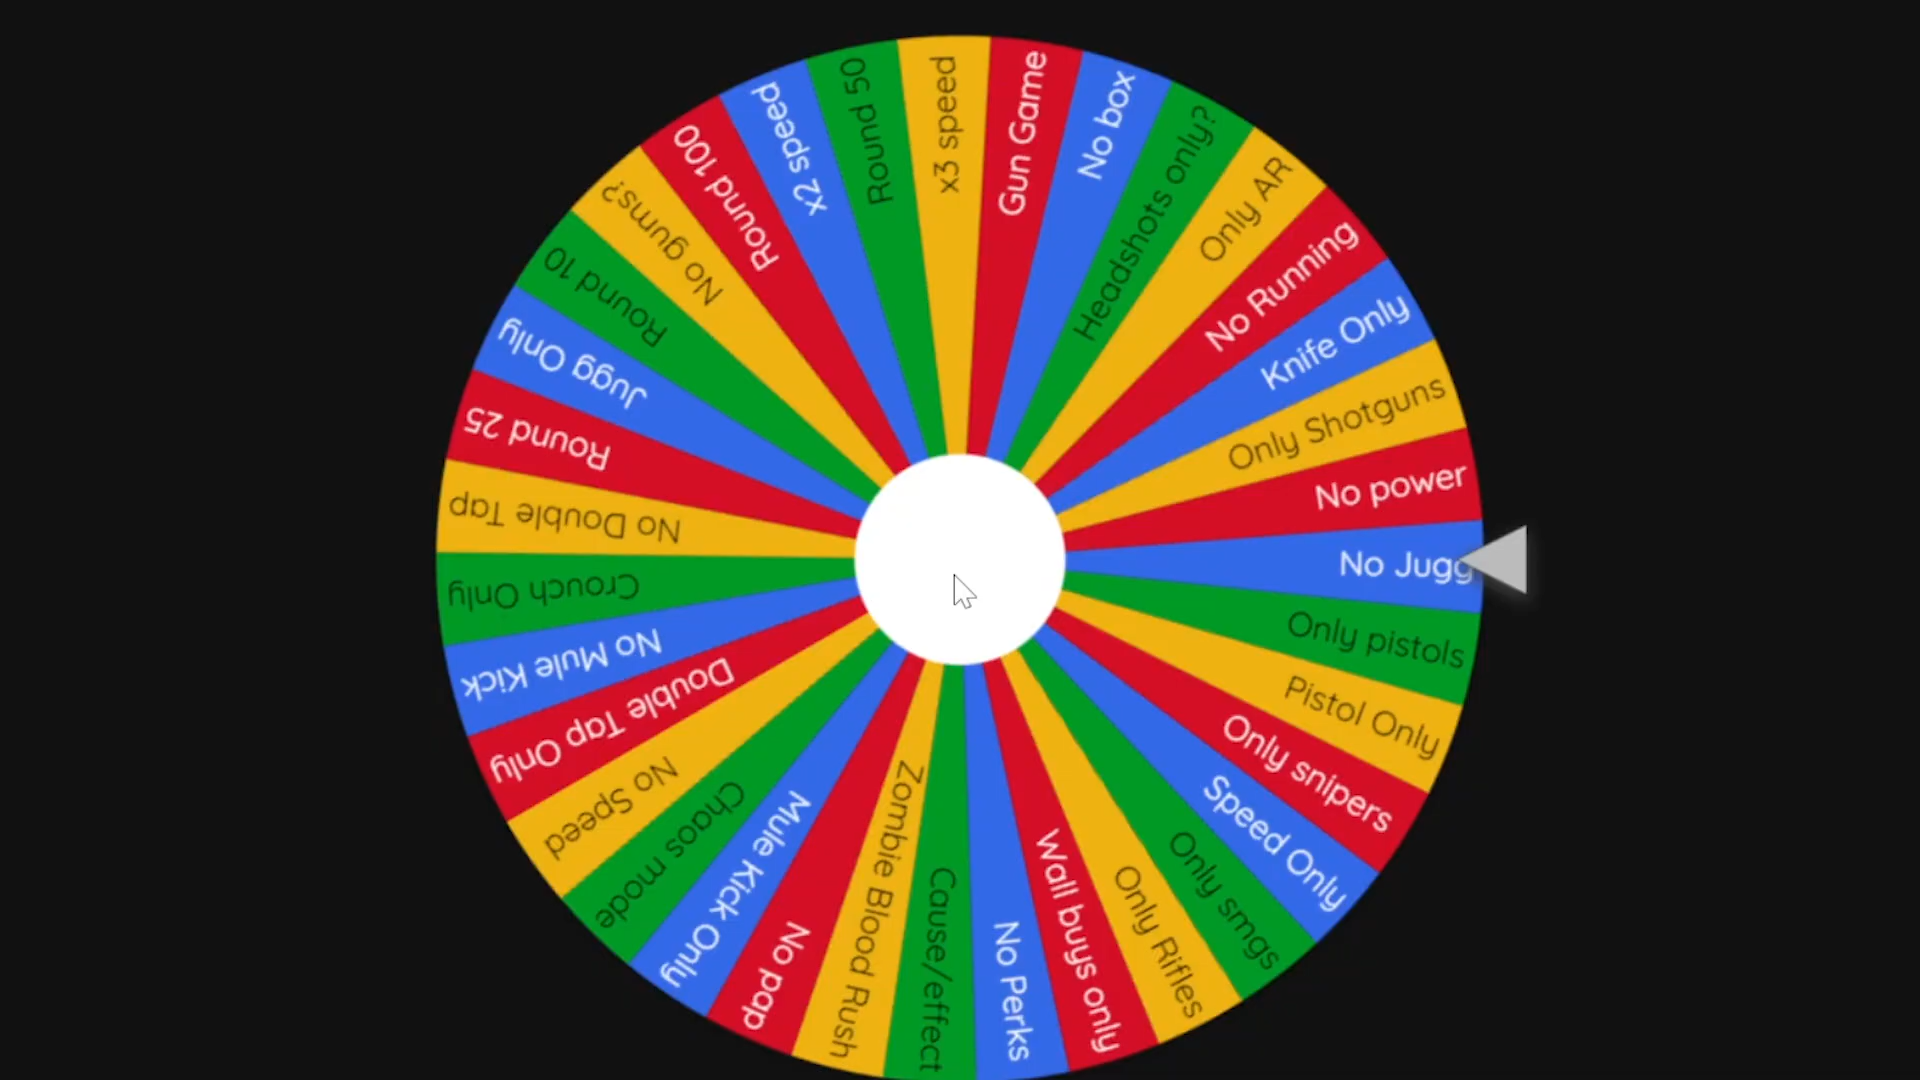 x3 speed
Gun Game
No box
Headshots only?
Only AR
No Running
Knife Only
Only Shotguns
No power
No Jugg
Only pistols
Pistol Only
Only snipers
Speed Only
Only smgs
Only Rifles
Wall buys only
No Perks
Cause/effect
Zombie Blood Rush
No pap
Mule Kick Only
Chaos mode
No Speed
Double Tap Only
No Mule Kick
Crouch Only
No Double Tap
Round 25
Jugg Only
Round 10
No gums?
Round 100
x2 speed
Round 50